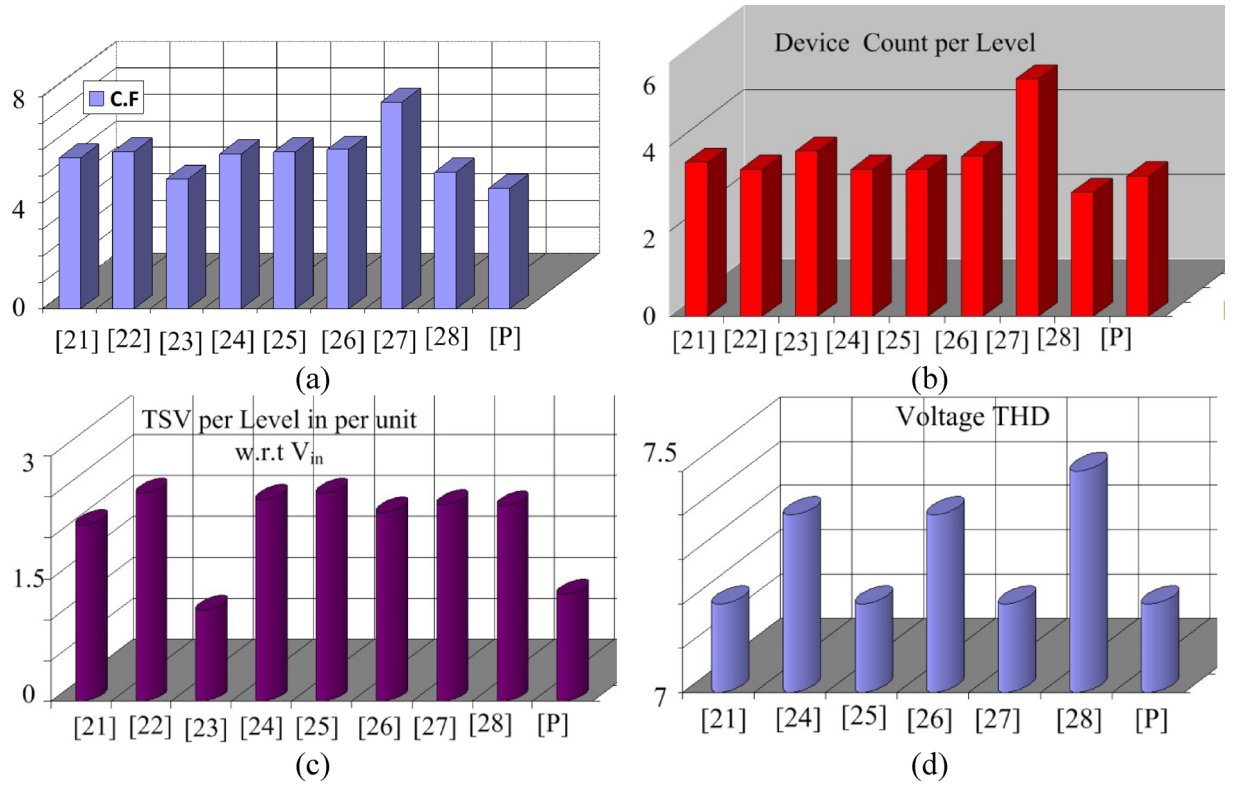 8
C.F
4
0
[21] [22] [23] [24] [25] [26] [27] [28] [P]
(a)
Device Count per Level
6
4
2
0
[21] [22] [23] [24] [25] [26] [27] [28] [P]
(b)
TSV per Level in per unit
w.r.t Vin
3
1.5
0
[21] [22] [23] [24] [25] [26] [27] [28] [P]
(c)
Voltage THD
7.5
7
[21] [24] [25] [26] [27] [28] [P]
(d)